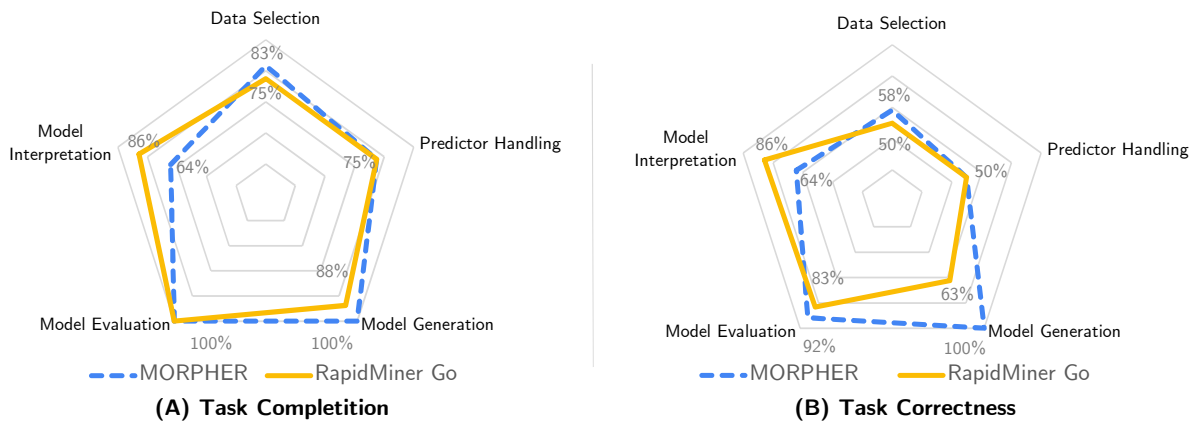 Data Selection
83%
75%
Model
Interpretation
86%
64%
Predictor Handling
75%
88%
Model Evaluation
Model Generation
100%
100%
MORPHER
RapidMiner Go
(A) Task Completition
Data Selection
58%
50%
Model
Interpretation
86%
64%
Predictor Handling
50%
83%
63%
Model Evaluation
Model Generation
92%
100%
MORPHER
RapidMiner Go
(B) Task Correctness